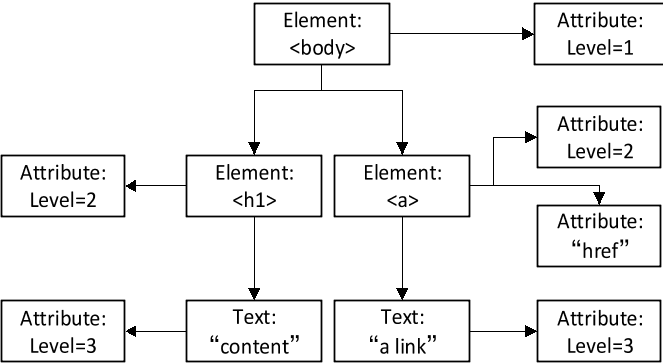 Element:
<body>
Attribute:
Level=1
Attribute:
Level=2
Attribute:
Level=2
Element:
<h1>
Element:
<a>
Attribute:
“href”
Attribute:
Level=3
Text:
“content”
Text:
“a link”
Attribute:
Level=3